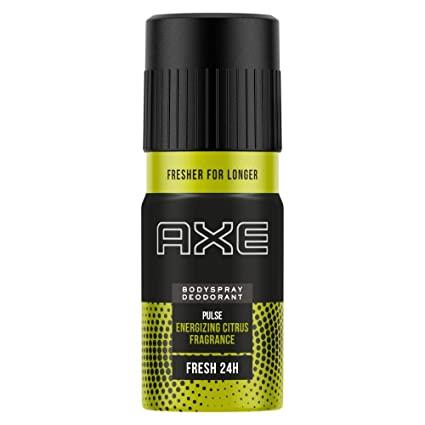 FRESHER FOR LONGER
AXE
BODYSPRAY
DEODORANT
PULSE
ENERGIZING CITRUS
FRAGRANCE
FRESH 24H